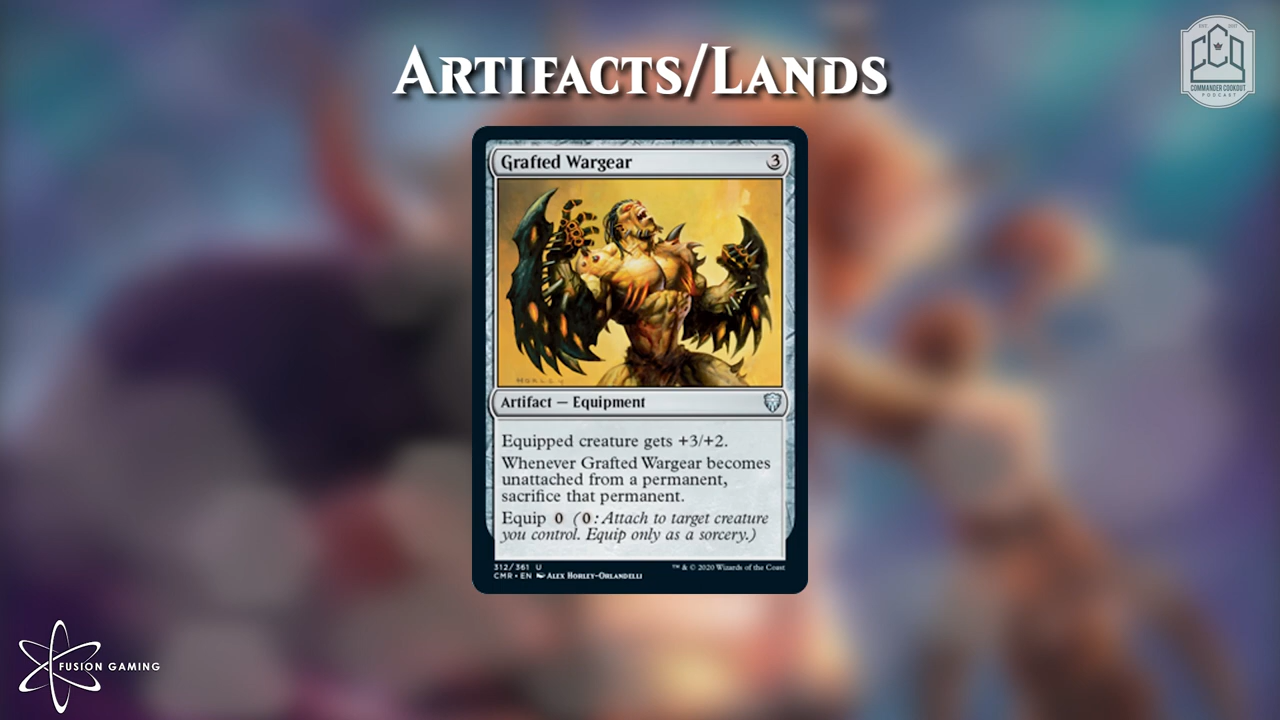 ARTIFACTS/LANDS
CCO
COMMANDER COOKOUT
PODCAST
Grafted Wargear 3
HORLEY
Artifact — Equipment
Equipped creature gets +3/+2.
Whenever Grafted Wargear becomes
unattached from a permanent,
sacrifice that permanent.
Equip 0 (0: Attach to target creature
you control. Equip only as a sorcery.)
312/361 U
CMR • EN ALEX HORLEY-ORLANDELLI
™ & © 2020 Wizards of the Coast
FUSION GAMING